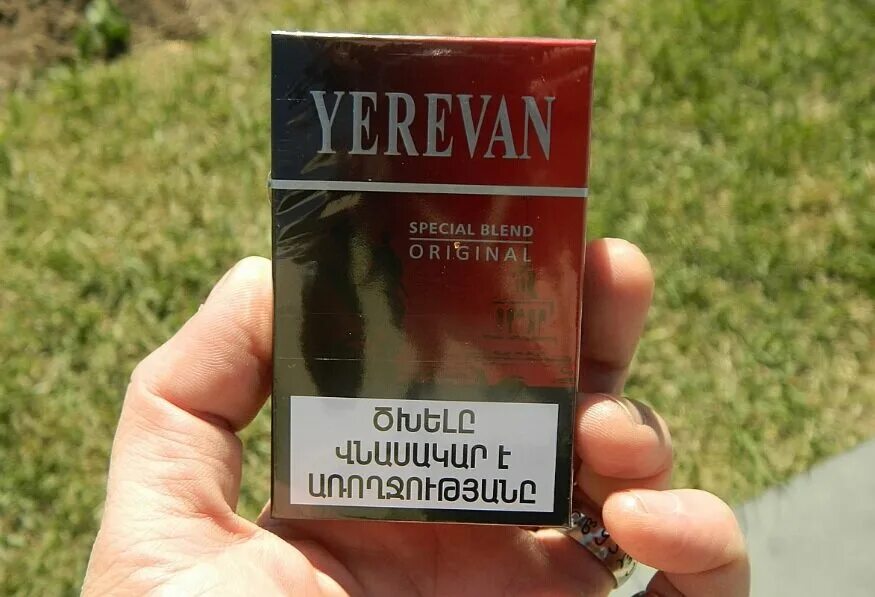 YEREVAN
SPECIAL BLEND
ORIGINAL
ԾԽԵԼԸ
ՎՆԱՍԱԿԱՐ Է
ԱՌՈՂՋՈՒԹՅԱՆԸ